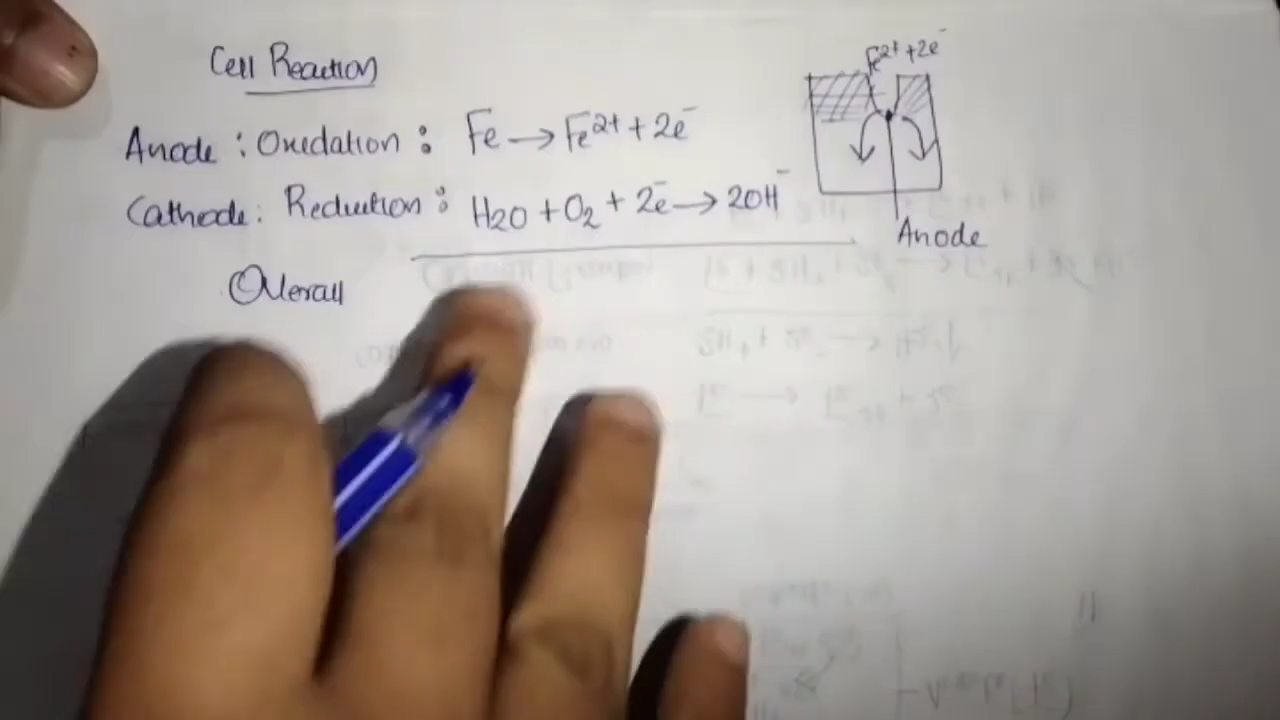 Cell Reaction
Fe²⁺ + 2e⁻
Anode : Oxidation : Fe → Fe²⁺ + 2e⁻
Cathode : Reduction : H2O + O₂ + 2e⁻ → 2OH⁻
Anode
Overall